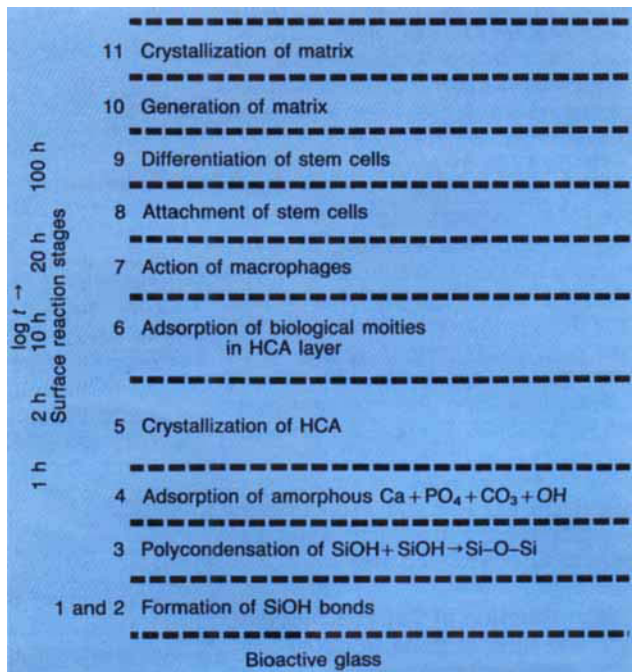 11 Crystallization of matrix
10 Generation of matrix
9 Differentiation of stem cells
8 Attachment of stem cells
7 Action of macrophages
6 Adsorption of biological moities
in HCA layer
5 Crystallization of HCA
4 Adsorption of amorphous Ca+PO₄+CO₃+OH
3 Polycondensation of SiOH+SiOH→Si–O–Si
1 and 2 Formation of SiOH bonds
Bioactive glass
log t →
1 h 2 h 10 h 20 h 100 h
Surface reaction stages